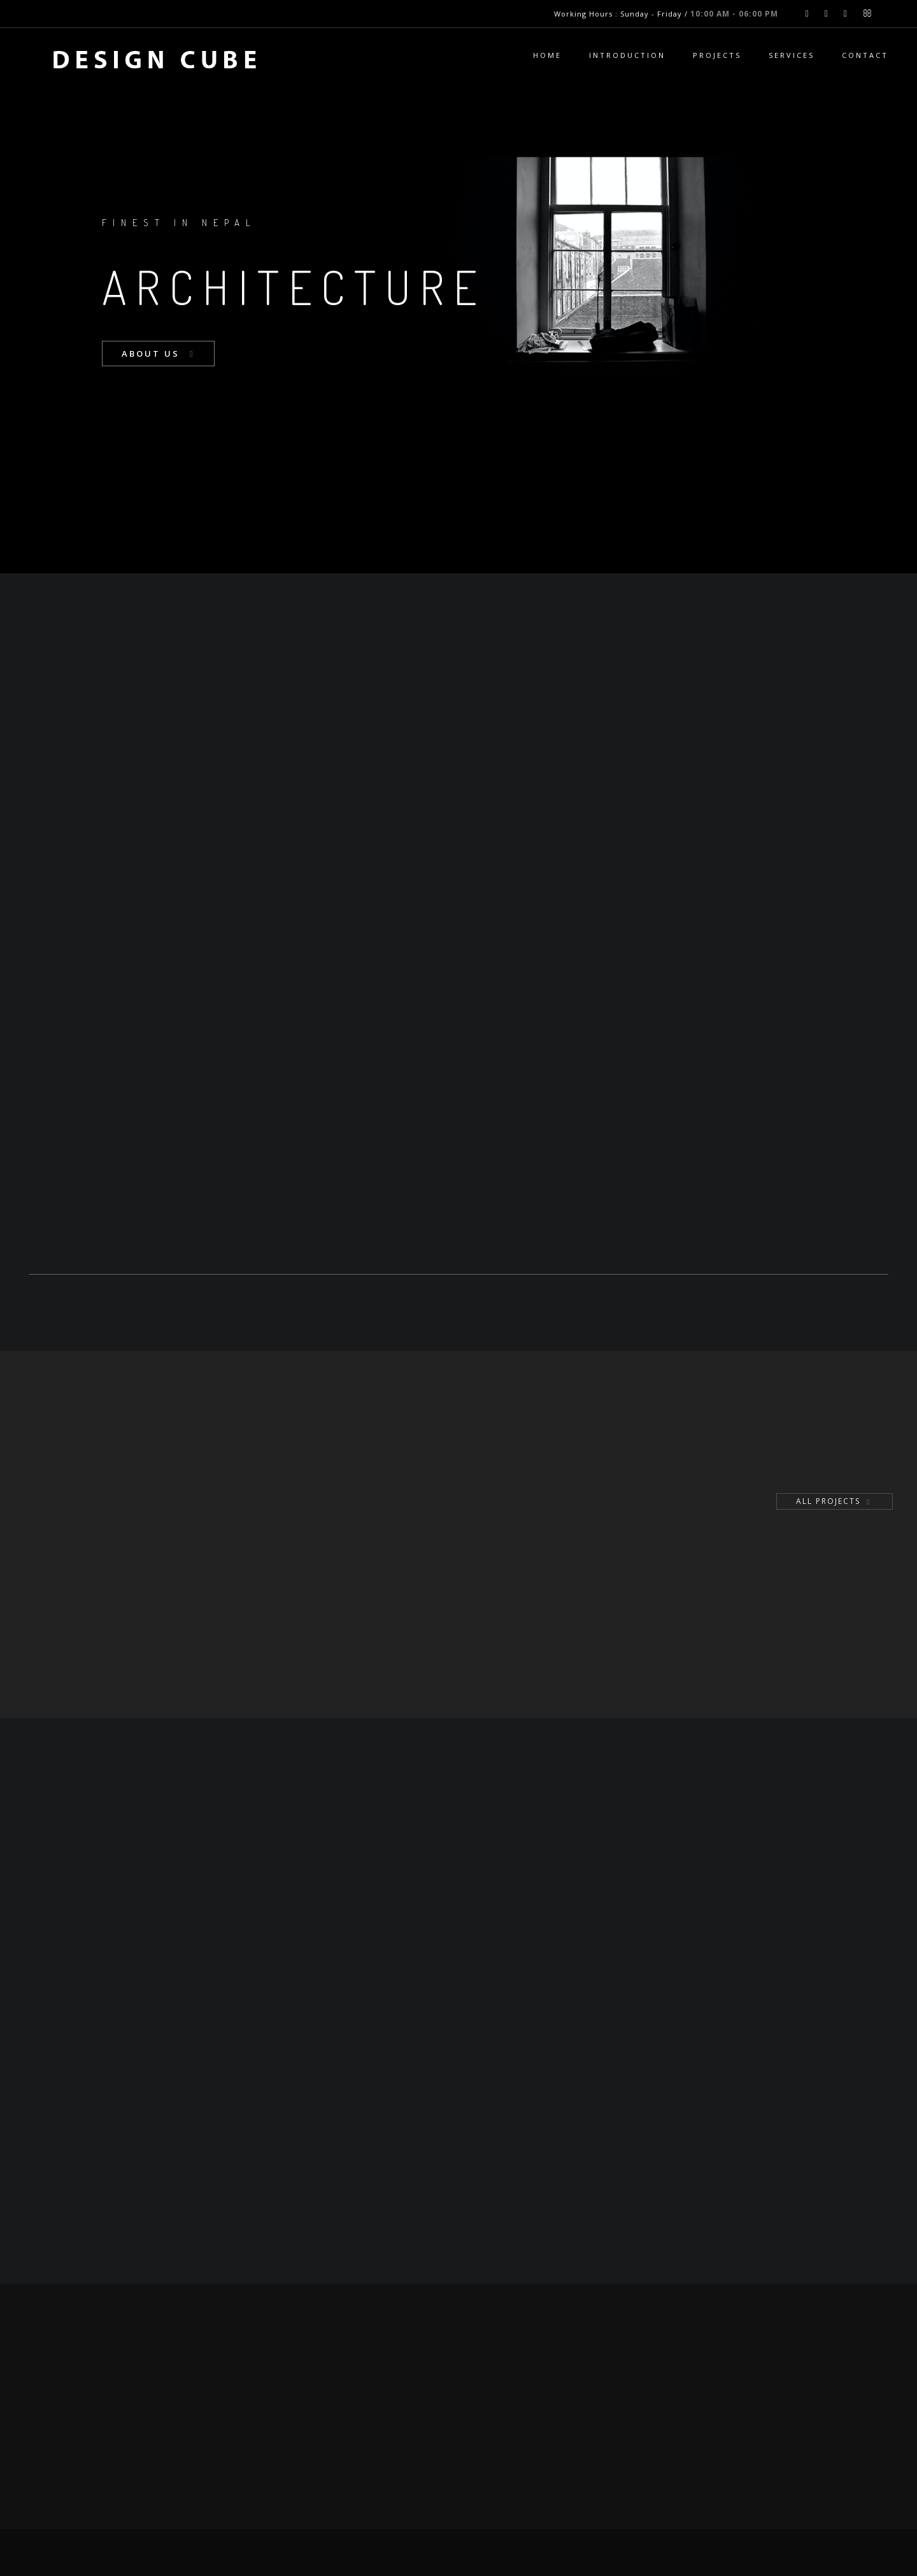 Working Hours : Sunday - Friday / 10:00 AM - 06:00 PM
DESIGN CUBE
HOME INTRODUCTION PROJECTS SERVICES CONTACT
FINEST IN NEPAL
ARCHITECTURE
ABOUT US
ALL PROJECTS